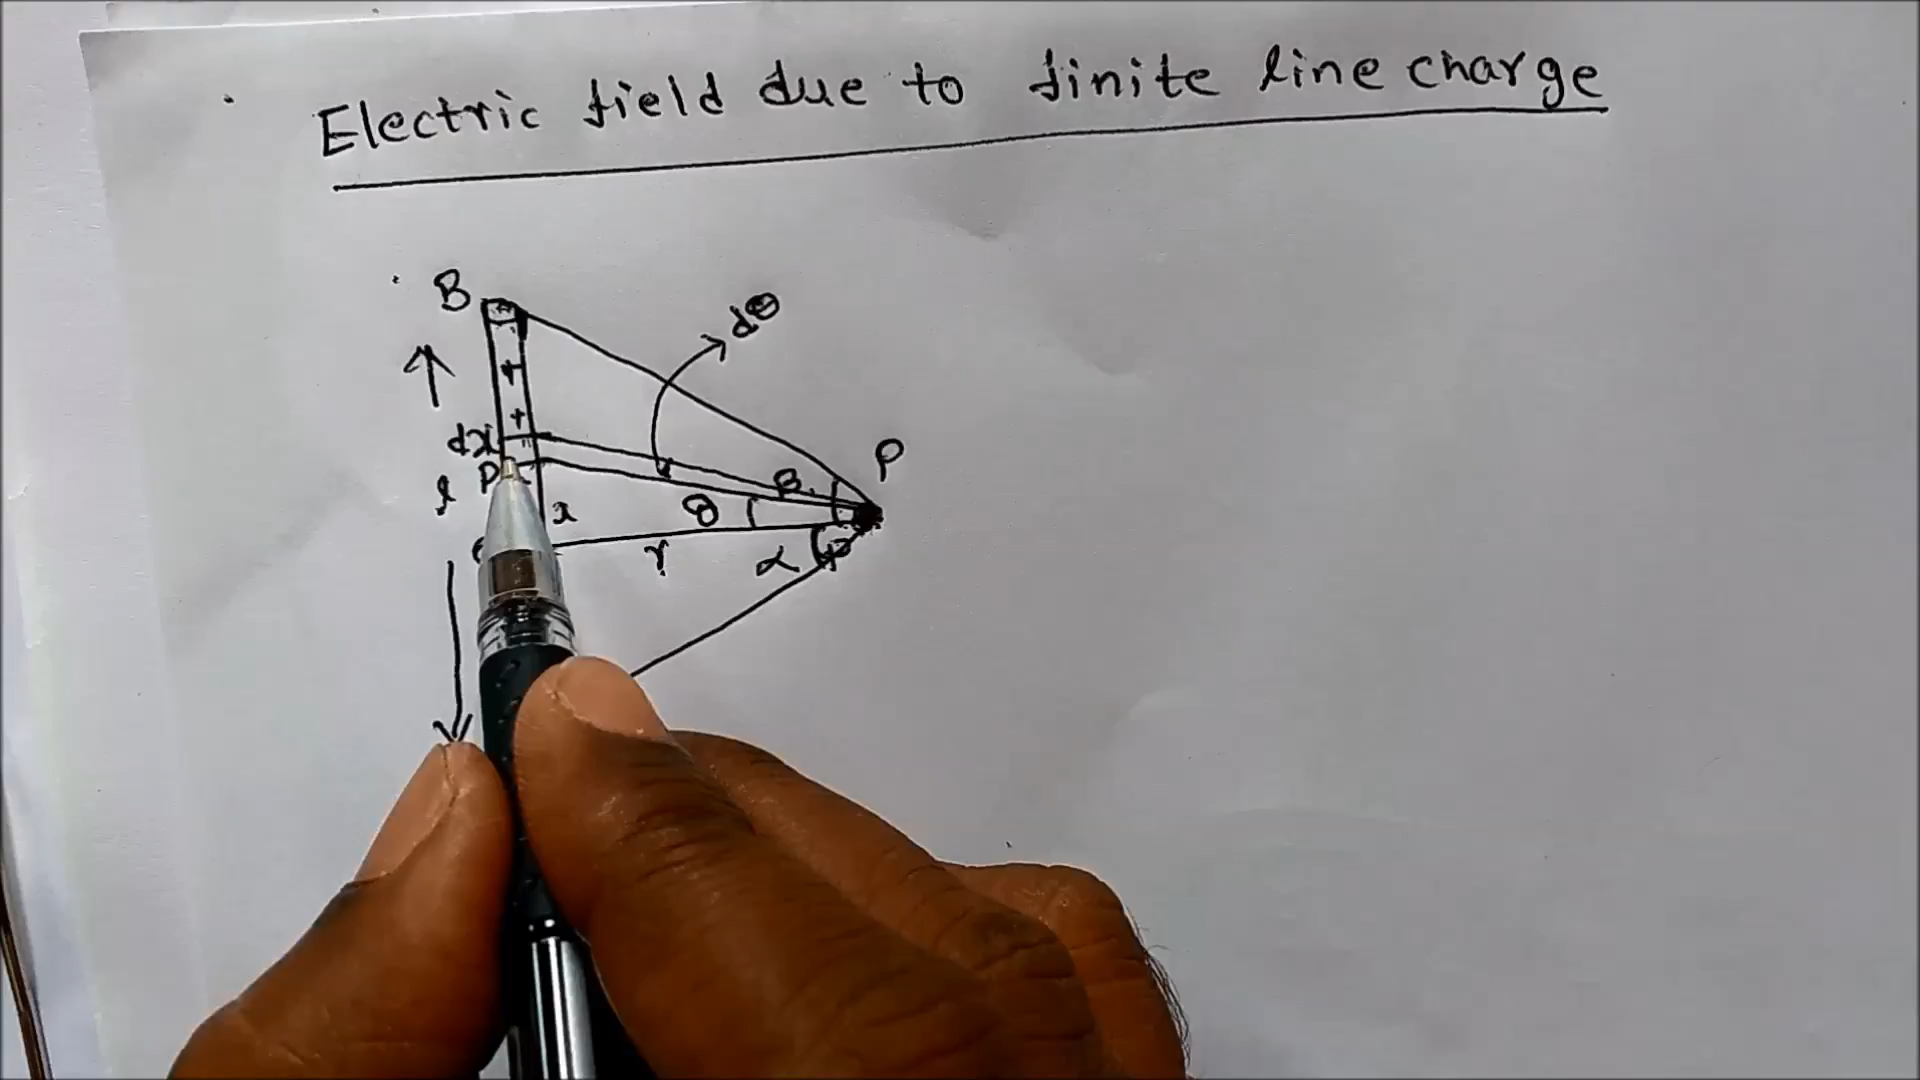 Electric field due to finite line charge
B
dθ
+
+
dx
P
P
l
β
θ
x
r
α